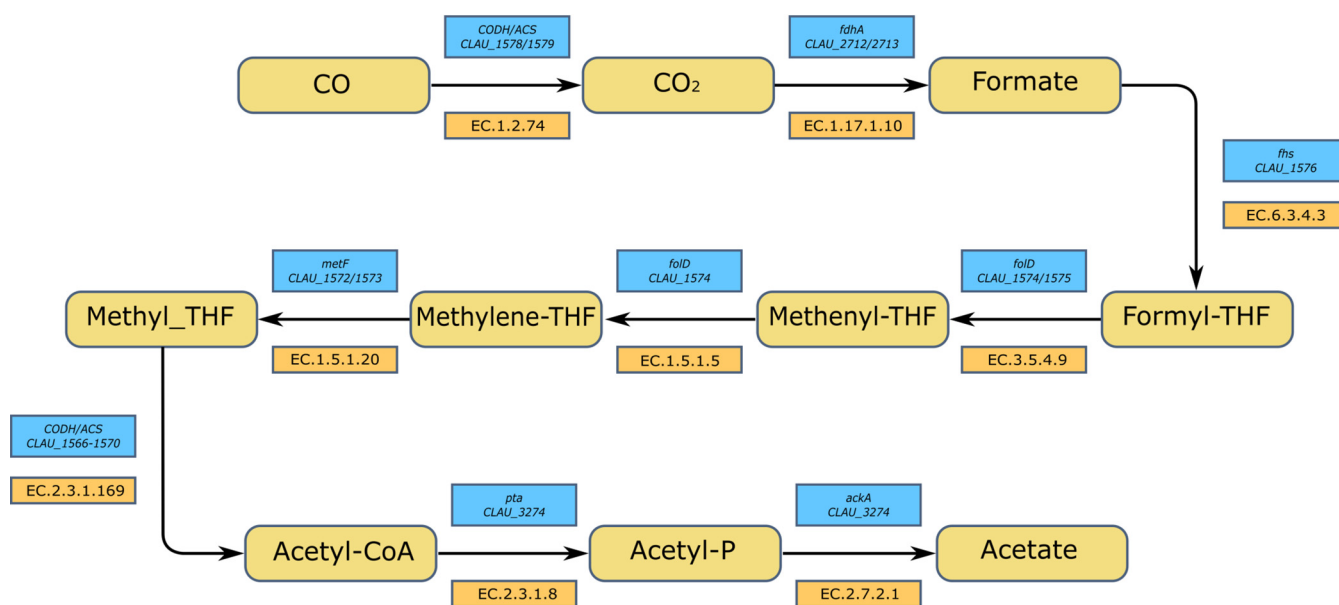 CODH/ACS
CLAU_1578/1579
fdhA
CLAU_2712/2713
CO
CO₂
Formate
EC.1.2.74
EC.1.17.1.10
fhs
CLAU_1576
EC.6.3.4.3
metF
CLAU_1572/1573
folD
CLAU_1574
folD
CLAU_1574/1575
Methyl_THF
Methylene-THF
Methenyl-THF
Formyl-THF
EC.1.5.1.20
EC.1.5.1.5
EC.3.5.4.9
CODH/ACS
CLAU_1566-1570
EC.2.3.1.169
pta
CLAU_3274
ackA
CLAU_3274
Acetyl-CoA
Acetyl-P
Acetate
EC.2.3.1.8
EC.2.7.2.1